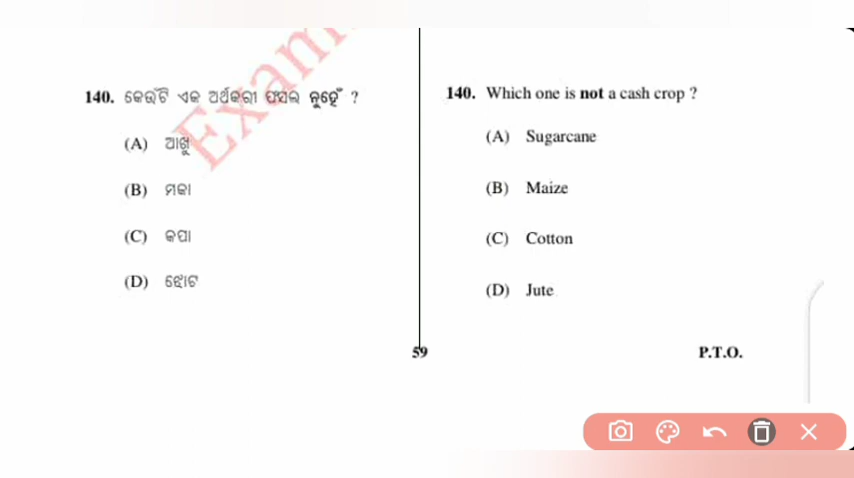 140. କେଉଁଟି ଏକ ଅର୍ଥକରୀ ଫସଲ ନୁହେଁ ?
(A) ଆଖୁ
(B) ମକା
(C) କପା
(D) ଝୋଟ
140. Which one is not a cash crop ?
(A) Sugarcane
(B) Maize
(C) Cotton
(D) Jute
59
P.T.O.
Exam